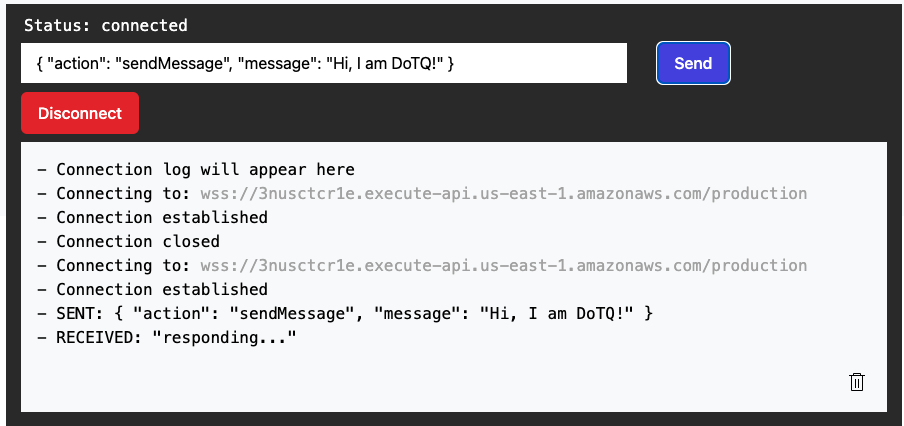 Status: connected
{ "action": "sendMessage", "message": "Hi, I am DoTQ!" }
Send
Disconnect
– Connection log will appear here
– Connecting to: wss://3nusctcr1e.execute-api.us-east-1.amazonaws.com/production
– Connection established
– Connection closed
– Connecting to: wss://3nusctcr1e.execute-api.us-east-1.amazonaws.com/production
– Connection established
– SENT: { "action": "sendMessage", "message": "Hi, I am DoTQ!" }
– RECEIVED: "responding..."